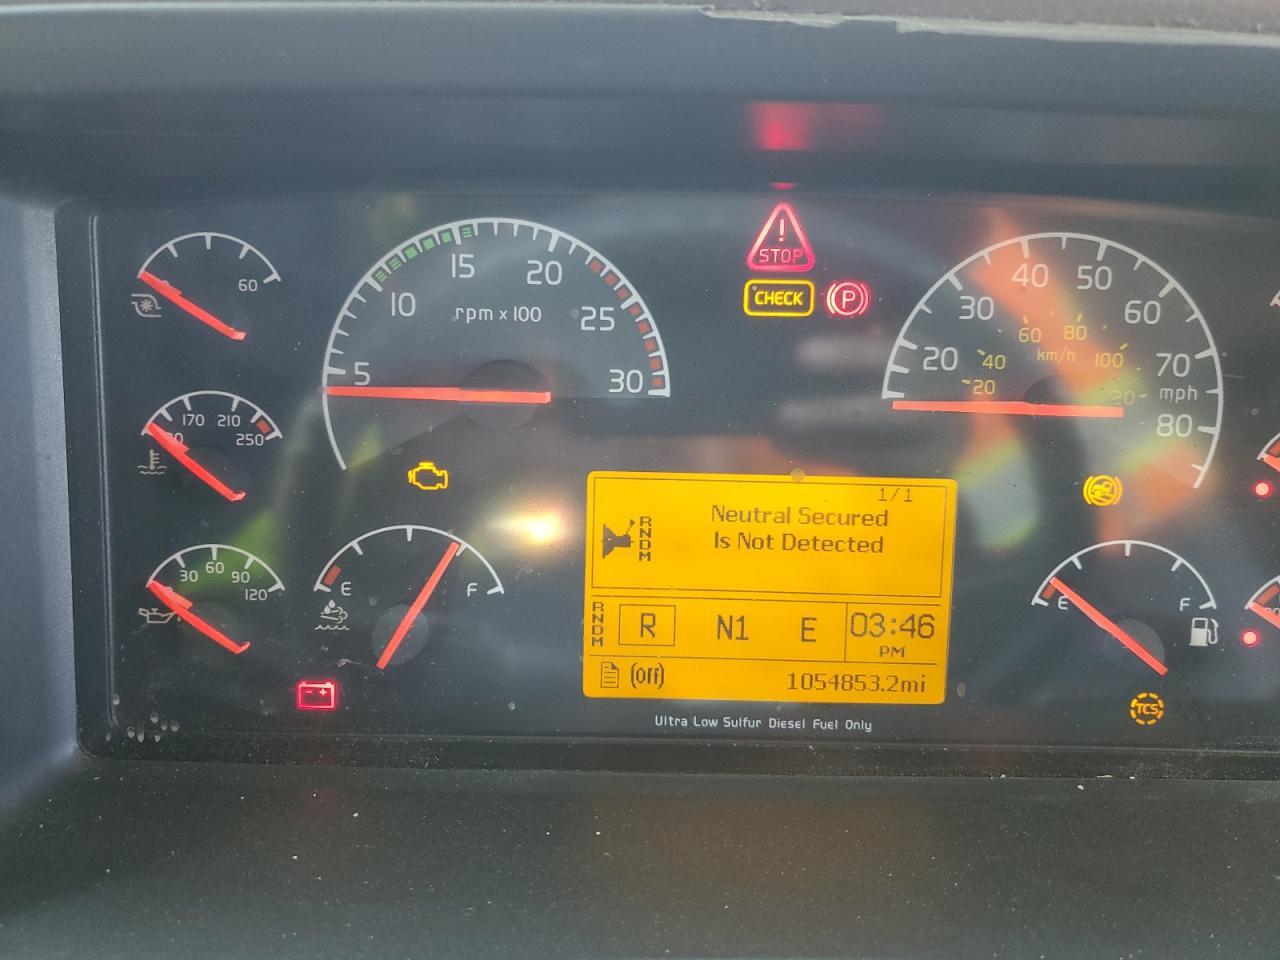 60
5
10
15
20
25
30
rpm x 100
STOP
CHECK
P
20
30
40
50
60
70
80
mph
20
40
60
80
100
120
km/h
170
210
250
30
60
90
120
E
F
1/1
Neutral Secured
Is Not Detected
RNDM
RNDM
R
N1
E
03:46
PM
(Off)
1054853.2mi
Ultra Low Sulfur Diesel Fuel Only
E
F
TCS